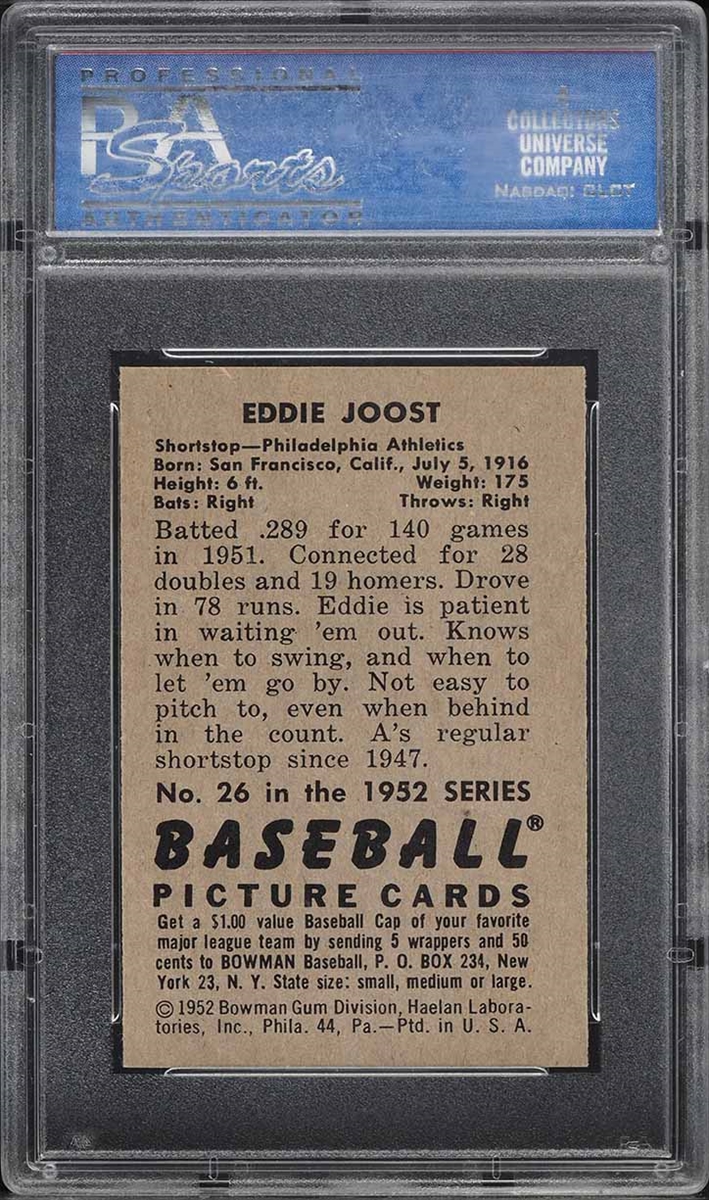 PROFESSIONAL
PSA
Sports
AUTHENTICATOR
A
COLLECTORS
UNIVERSE
COMPANY
NASDAQ: CLCT
EDDIE JOOST
Shortstop—Philadelphia Athletics
Born: San Francisco, Calif., July 5, 1916
Height: 6 ft. Weight: 175
Bats: Right Throws: Right
Batted .289 for 140 games
in 1951. Connected for 28
doubles and 19 homers. Drove
in 78 runs. Eddie is patient
in waiting 'em out. Knows
when to swing, and when to
let 'em go by. Not easy to
pitch to, even when behind
in the count. A's regular
shortstop since 1947.
No. 26 in the 1952 SERIES
BASEBALL®
PICTURE CARDS
Get a $1.00 value Baseball Cap of your favorite
major league team by sending 5 wrappers and 50
cents to BOWMAN Baseball, P. O. BOX 234, New
York 23, N. Y. State size: small, medium or large.
© 1952 Bowman Gum Division, Haelan Labora-
tories, Inc., Phila. 44, Pa.—Ptd. in U. S. A.